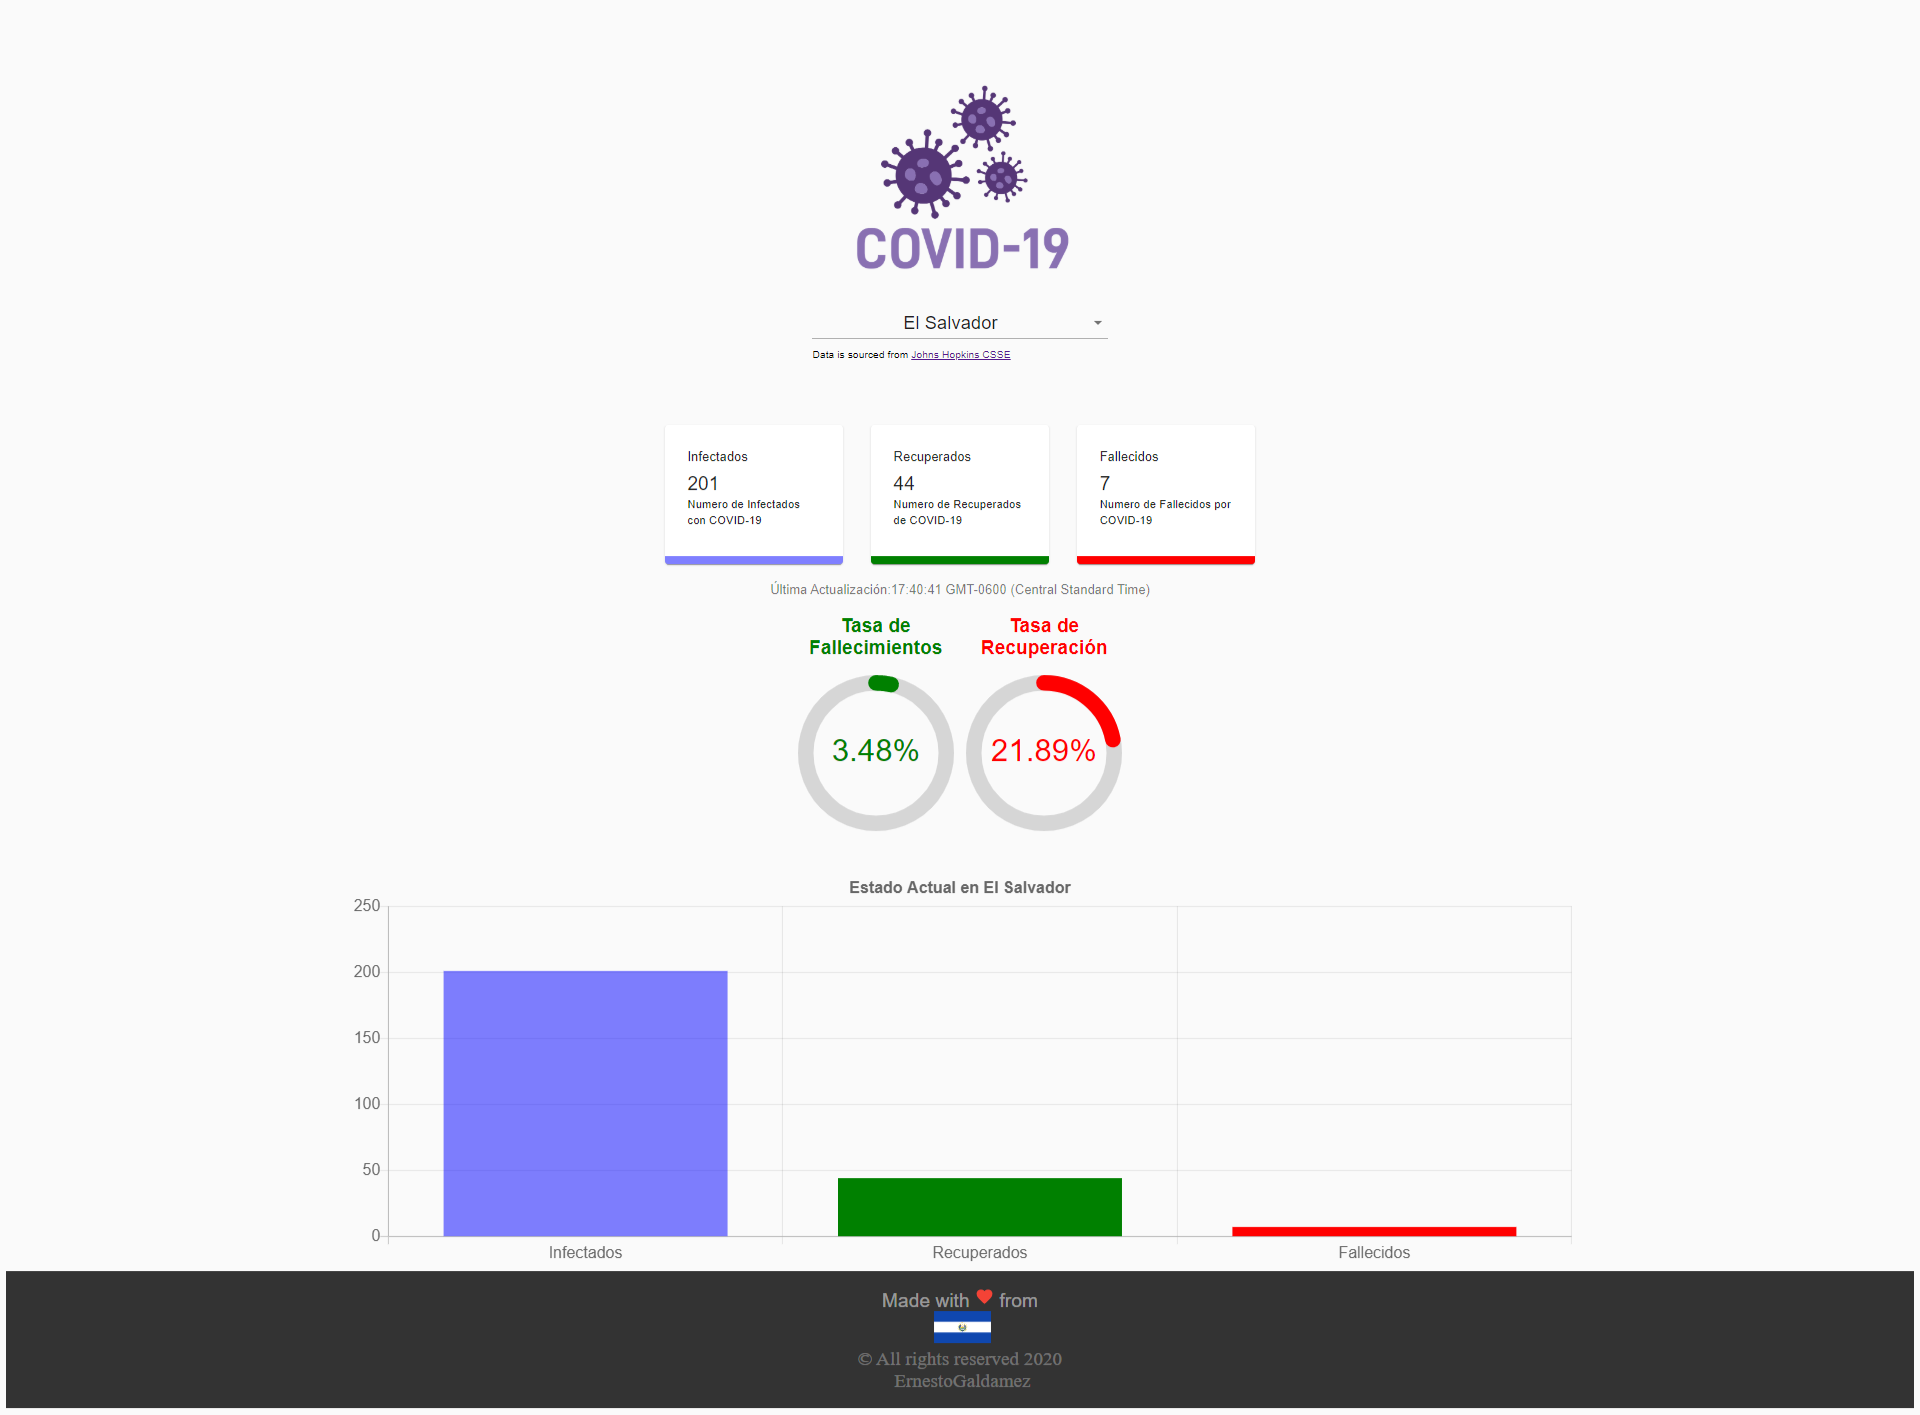 COVID-19
El Salvador
Data is sourced from Johns Hopkins CSSE
Infectados
201
Numero de Infectados
con COVID-19
Recuperados
44
Numero de Recuperados
de COVID-19
Fallecidos
7
Numero de Fallecidos por
COVID-19
Última Actualización:17:40:41 GMT-0600 (Central Standard Time)
Tasa de
Fallecimientos
3.48%
Tasa de
Recuperación
21.89%
Estado Actual en El Salvador
250
200
150
100
50
0
Infectados
Recuperados
Fallecidos
Made with ❤ from
© All rights reserved 2020
ErnestoGaldamez